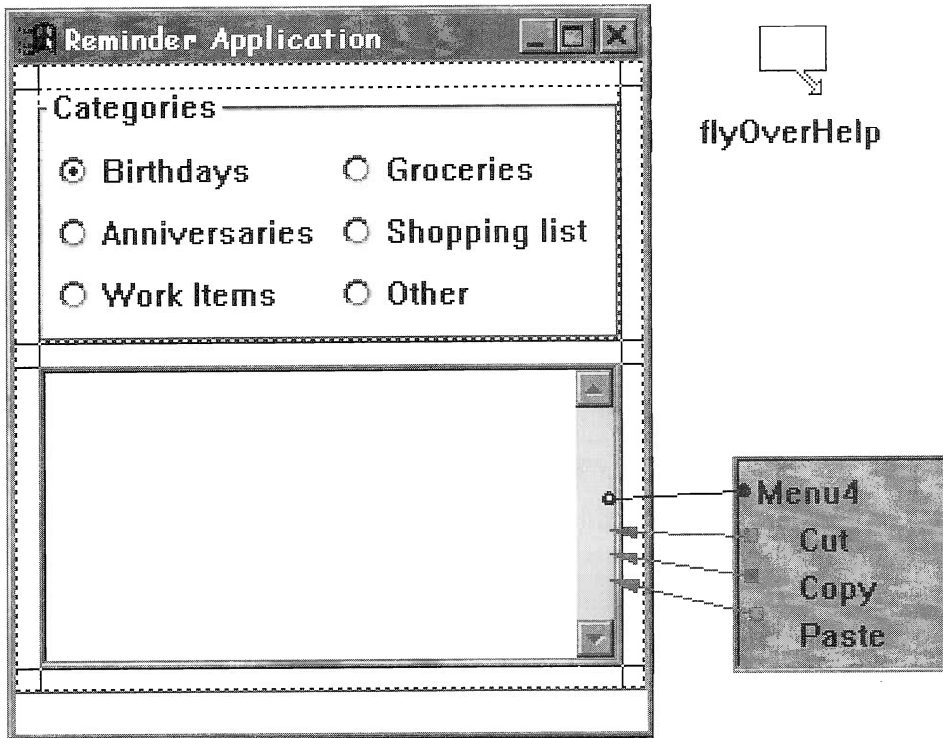 Reminder Application
flyOverHelp
Categories
Birthdays
Groceries
Anniversaries
Shopping list
Work Items
Other
Menu4
Cut
Copy
Paste